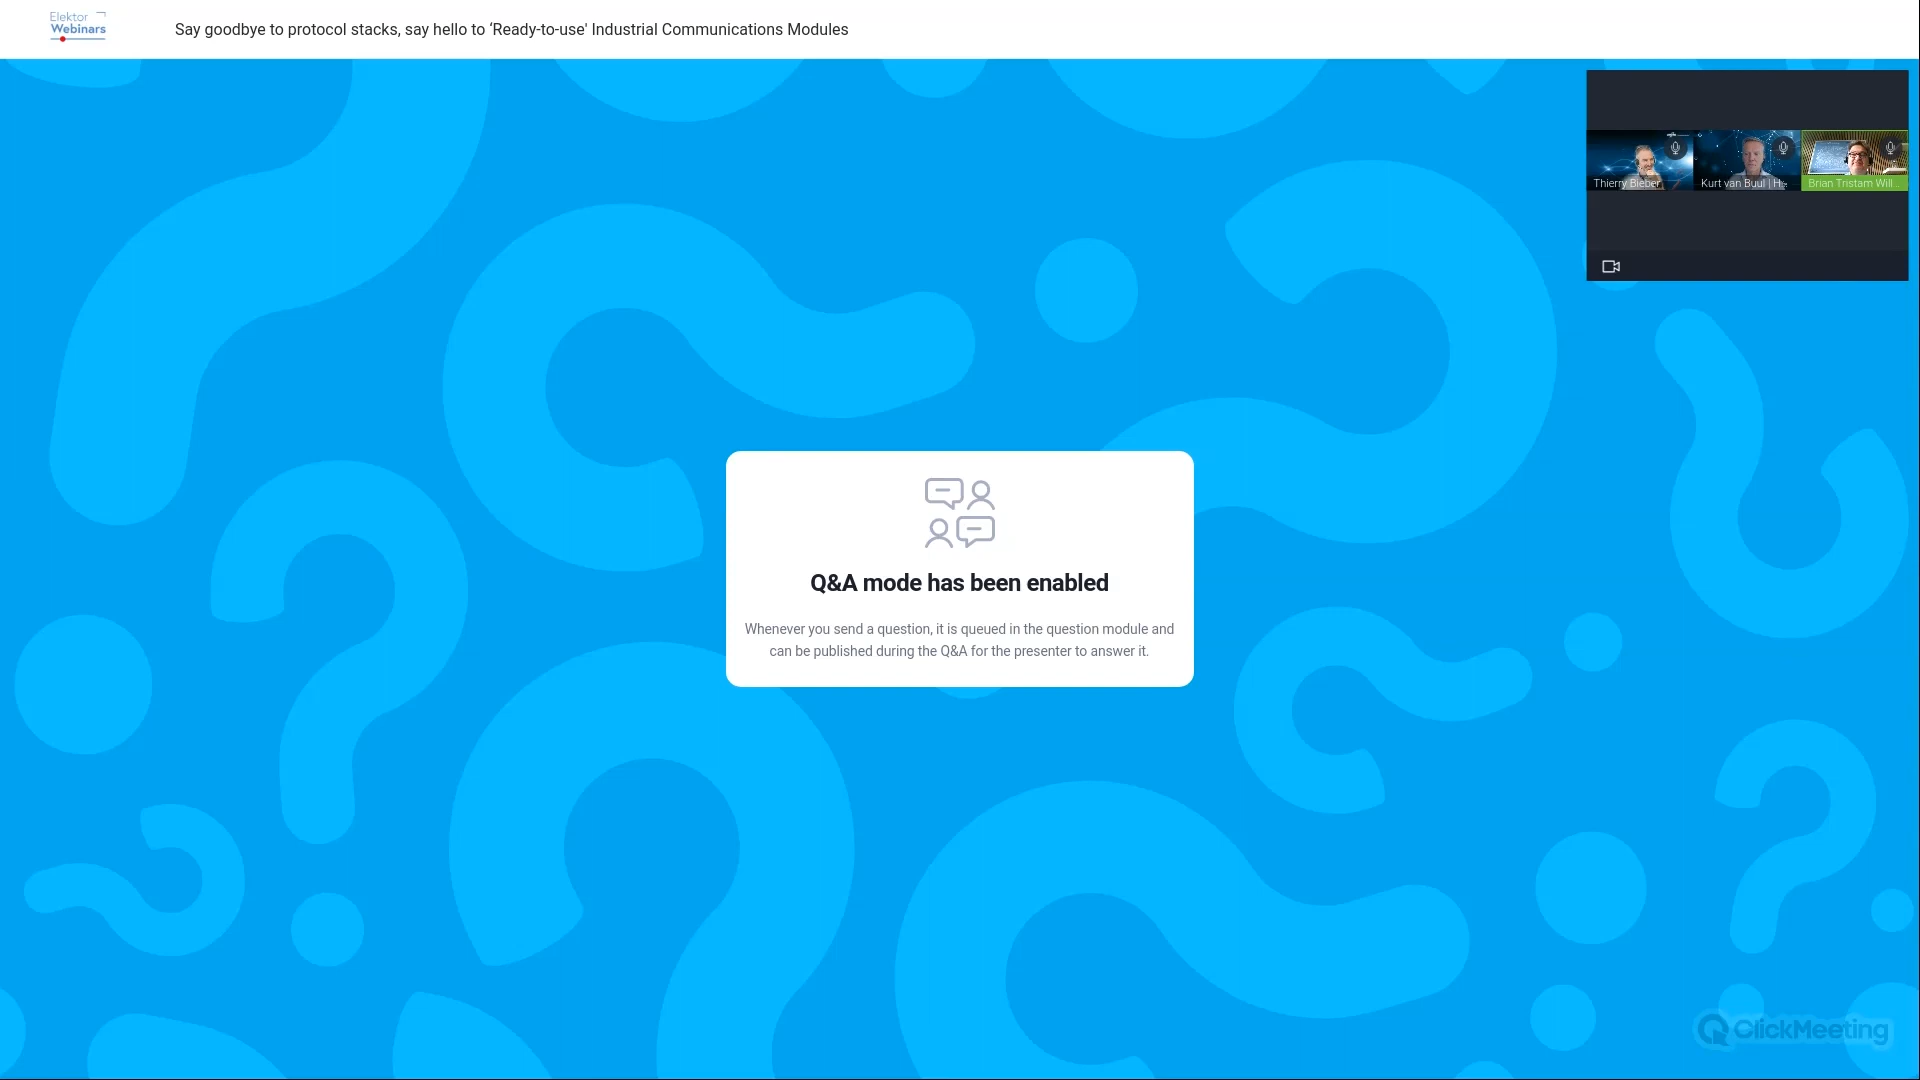 Elektor
Webinars
Say goodbye to protocol stacks, say hello to ‘Ready-to-use' Industrial Communications Modules
Thierry Bieber
Kurt van Buul | H...
Brian Tristam Will...
Q&A mode has been enabled
Whenever you send a question, it is queued in the question module and
can be published during the Q&A for the presenter to answer it.
ClickMeeting